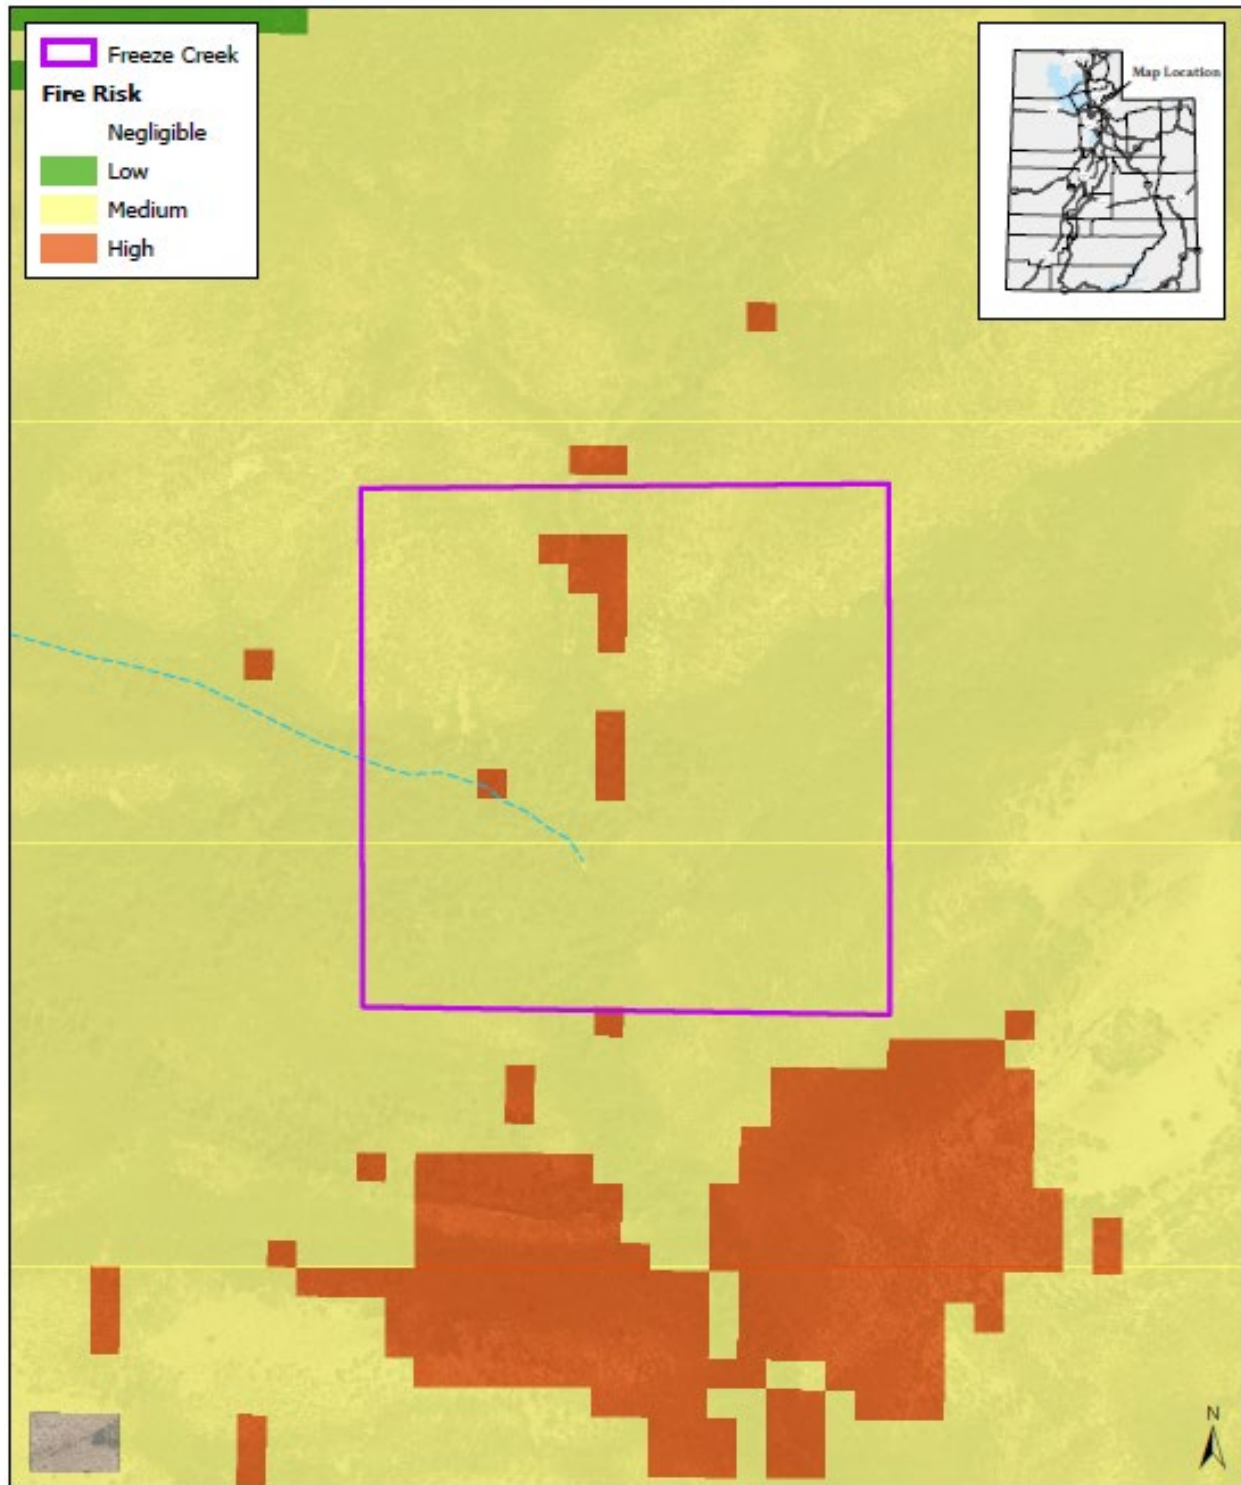 Freeze Creek
Fire Risk
Negligible
Low
Medium
High
Map Location
N